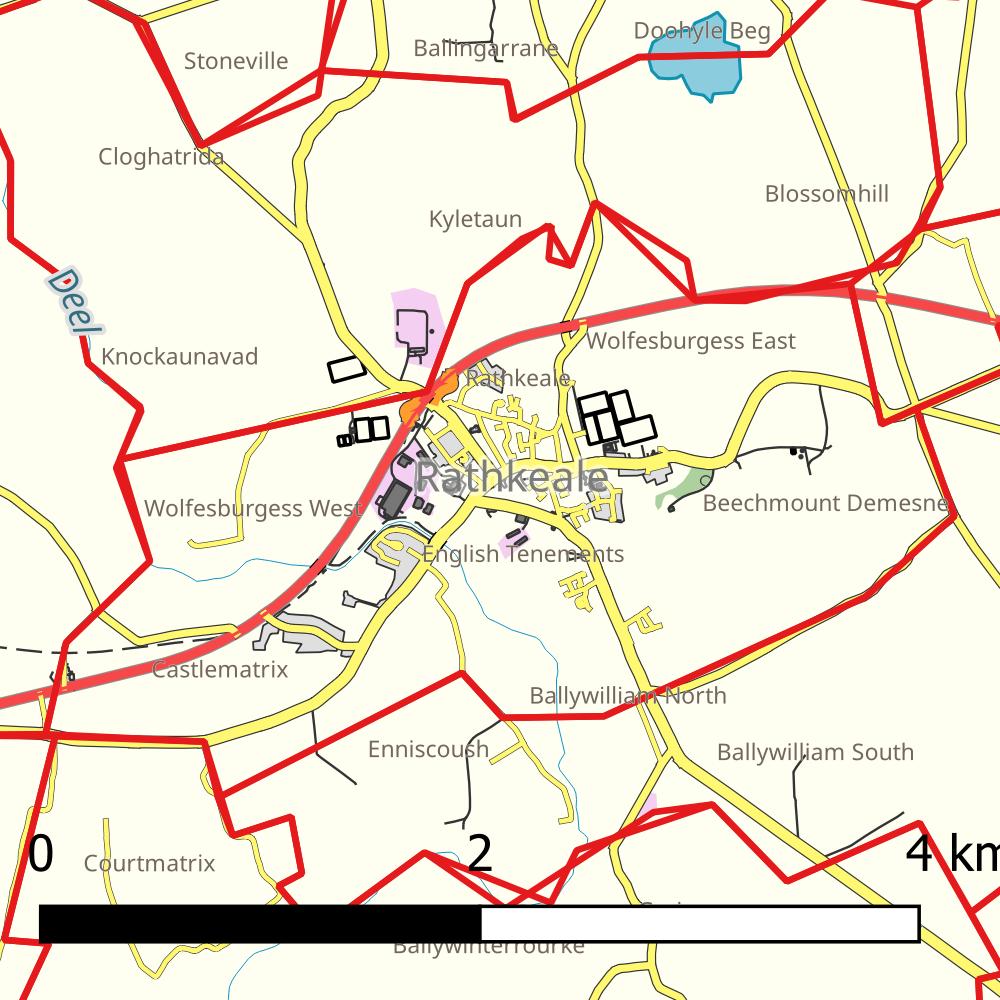 Doohyle Beg
Ballingarrane
Stoneville
Cloghatrida
Blossomhill
Kyletaun
Deel
Wolfesburgess East
Knockaunavad
Rathkeale
Rathkeale
Beechmount Demesne
Wolfesburgess West
English Tenements
Castlematrix
Ballywilliam North
Enniscoush
Ballywilliam South
0 2 4 km
Courtmatrix
Ballywinterrourke